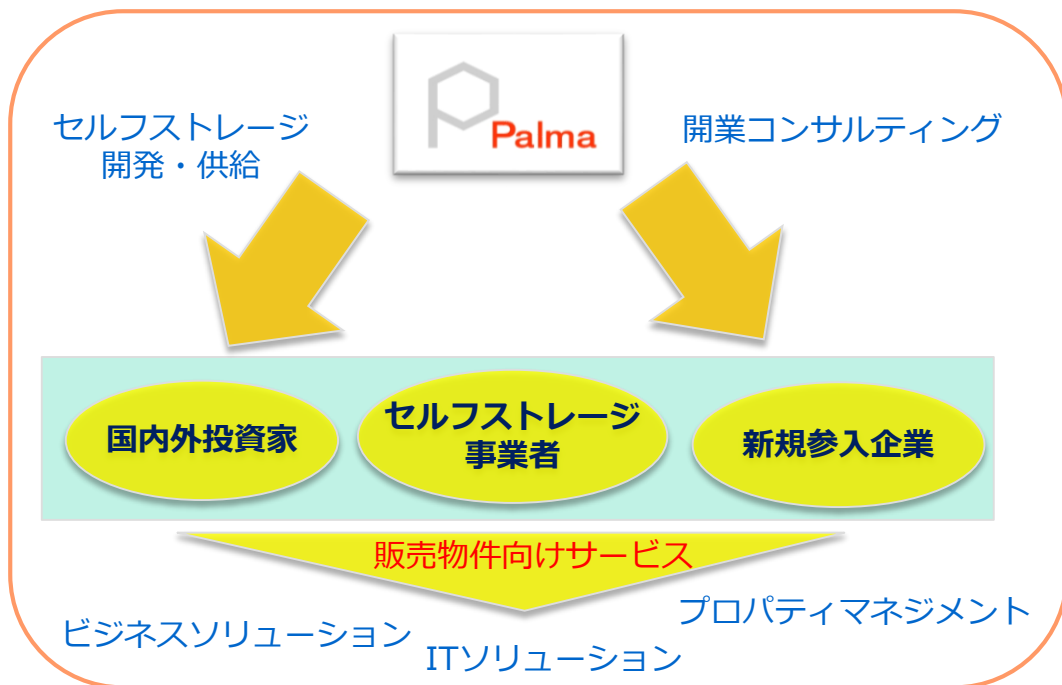 Palma
セルフストレージ
開発・供給
開業コンサルティング
国内外投資家
セルフストレージ
事業者
新規参入企業
販売物件向けサービス
ビジネスソリューション
ITソリューション
プロパティマネジメント